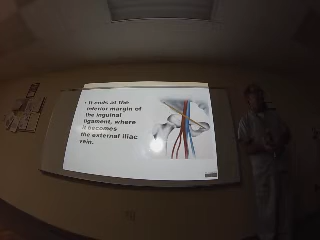 • It ends at the
inferior margin of
the inguinal
ligament, where
it becomes
the external iliac
vein.